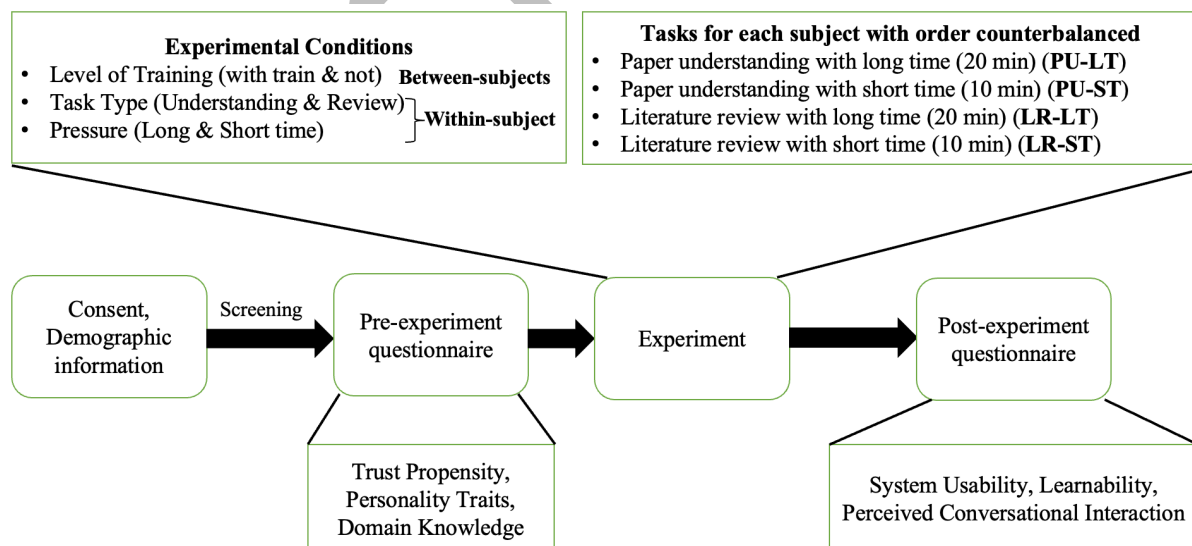 Experimental Conditions
• Level of Training (with train & not) Between-subjects
• Task Type (Understanding & Review)
• Pressure (Long & Short time)
Within-subject
Tasks for each subject with order counterbalanced
• Paper understanding with long time (20 min) (PU-LT)
• Paper understanding with short time (10 min) (PU-ST)
• Literature review with long time (20 min) (LR-LT)
• Literature review with short time (10 min) (LR-ST)
Consent,
Demographic
information
Screening
Pre-experiment
questionnaire
Experiment
Post-experiment
questionnaire
Trust Propensity,
Personality Traits,
Domain Knowledge
System Usability, Learnability,
Perceived Conversational Interaction